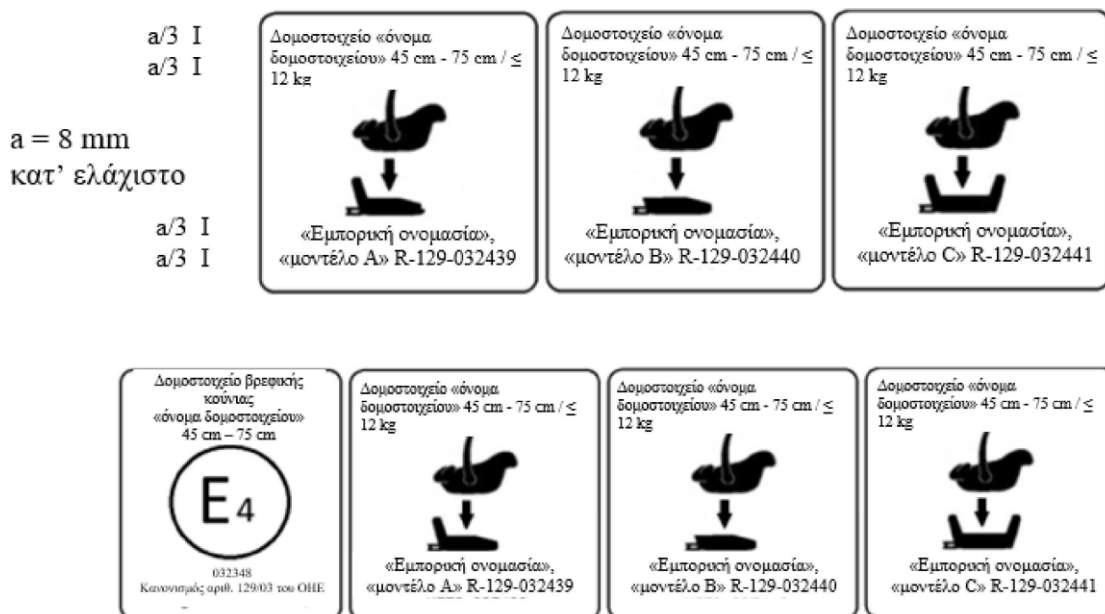 a/3 I
a/3 I
a = 8 mm
κατ’ ελάχιστο
a/3 I
a/3 I
Δομοστοιχείο «όνομα
δομοστοιχείου» 45 cm - 75 cm / ≤
12 kg
«Εμπορική ονομασία»,
«μοντέλο A» R-129-032439
Δομοστοιχείο «όνομα
δομοστοιχείου» 45 cm - 75 cm / ≤
12 kg
«Εμπορική ονομασία»,
«μοντέλο B» R-129-032440
Δομοστοιχείο «όνομα
δομοστοιχείου» 45 cm - 75 cm / ≤
12 kg
«Εμπορική ονομασία»,
«μοντέλο C» R-129-032441
Δομοστοιχείο βρεφικής
κούνιας
«όνομα δομοστοιχείου»
45 cm – 75 cm
E4
032348
Κανονισμός αριθ. 129/03 του ΟΗΕ
Δομοστοιχείο «όνομα
δομοστοιχείου» 45 cm - 75 cm / ≤
12 kg
«Εμπορική ονομασία»,
«μοντέλο A» R-129-032439
Δομοστοιχείο «όνομα
δομοστοιχείου» 45 cm - 75 cm / ≤
12 kg
«Εμπορική ονομασία»,
«μοντέλο B» R-129-032440
Δομοστοιχείο «όνομα
δομοστοιχείου» 45 cm - 75 cm / ≤
12 kg
«Εμπορική ονομασία»,
«μοντέλο C» R-129-032441